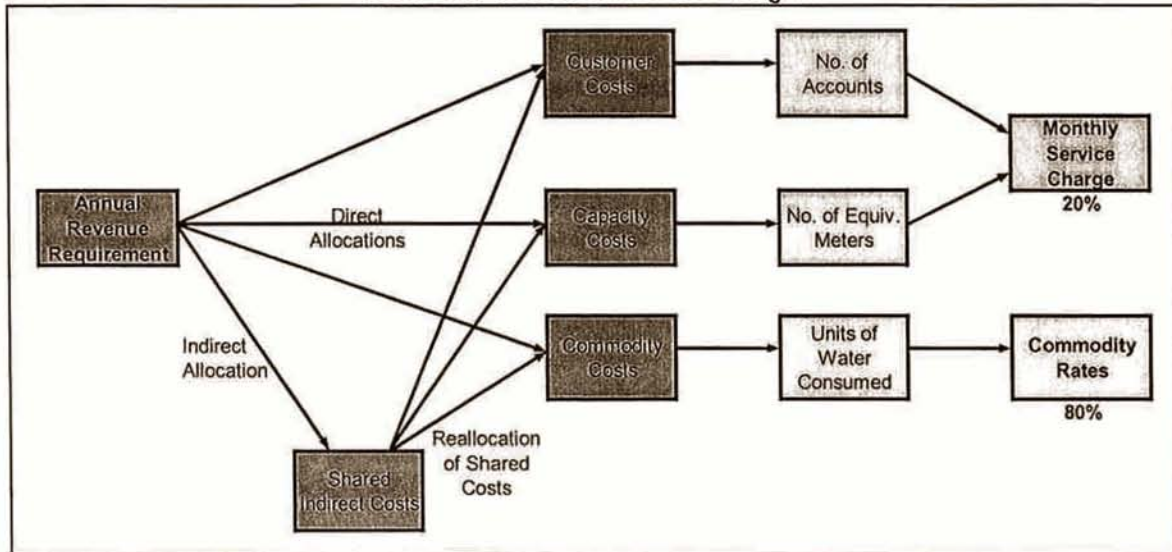 Customer
Costs
No. of
Accounts
Monthly
Service
Charge
20%
Annual
Revenue
Requirement
Direct
Allocations
Capacity
Costs
No. of Equiv.
Meters
Indirect
Allocation
Commodity
Costs
Units of
Water
Consumed
Commodity
Rates
80%
Reallocation
of Shared
Costs
Shared
Indirect Costs